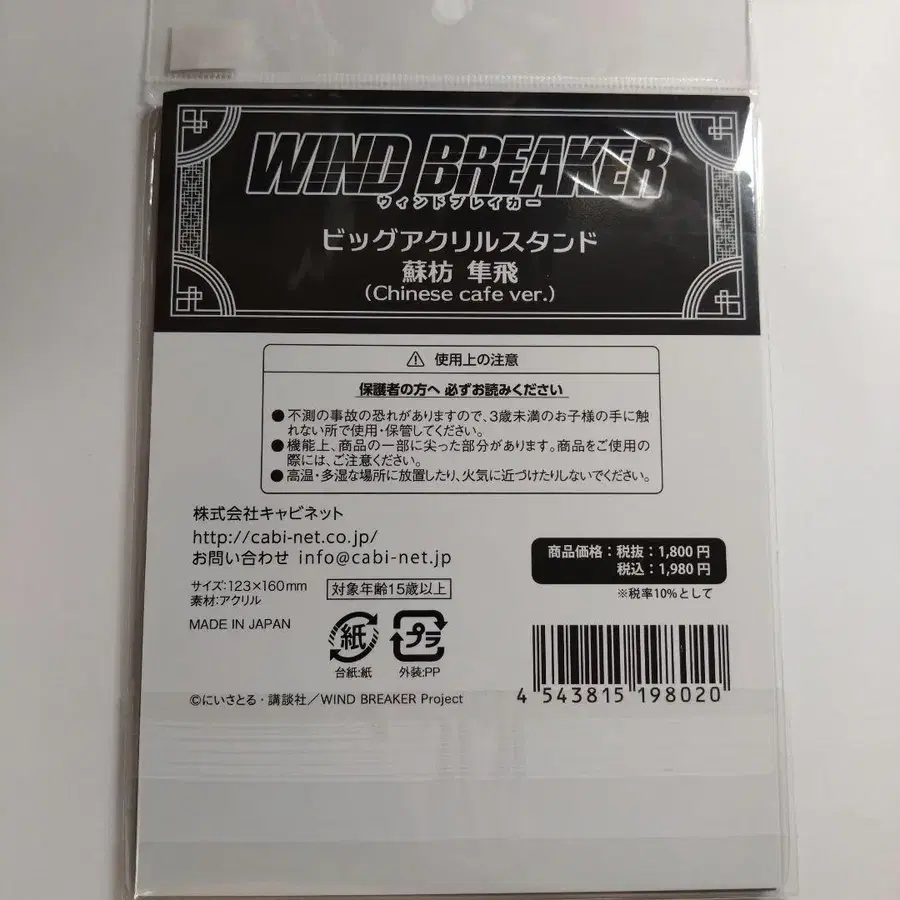 WIND BREAKER
ウィンドブレイカー
ビッグアクリルスタンド
蘇枋 隼飛
(Chinese cafe ver.)
⚠ 使用上の注意
保護者の方へ 必ずお読みください
●不測の事故の恐れがありますので、3歳未満のお子様の手に触
れない所で使用・保管してください。
●機能上、商品の一部に尖った部分があります。商品をご使用の
際には、ご注意ください。
●高温・多湿な場所に放置したり、火気に近づけたりしないでください。
株式会社キャビネット
http://cabi-net.co.jp/
お問い合わせ info@cabi-net.jp
商品価格:税抜:1,800円
税込:1,980円
※税率10%として
サイズ:123×160mm
素材:アクリル
対象年齢15歳以上
MADE IN JAPAN
紙
プラ
台紙:紙
外装:PP
4 543815 198020
©にいさとる・講談社/WIND BREAKER Project